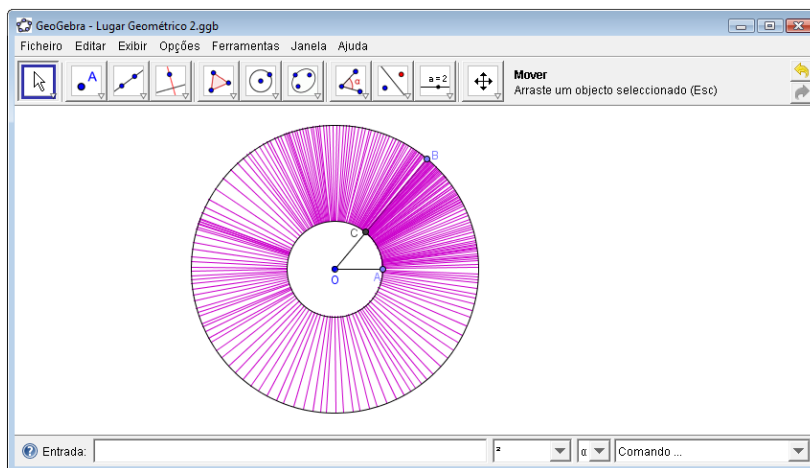 GeoGebra - Lugar Geométrico 2.ggb
Ficheiro Editar Exibir Opções Ferramentas Janela Ajuda
A
α
a=2
Mover
Arraste um objecto seleccionado (Esc)
B
C
O
A
Entrada:
²
α
Comando ...